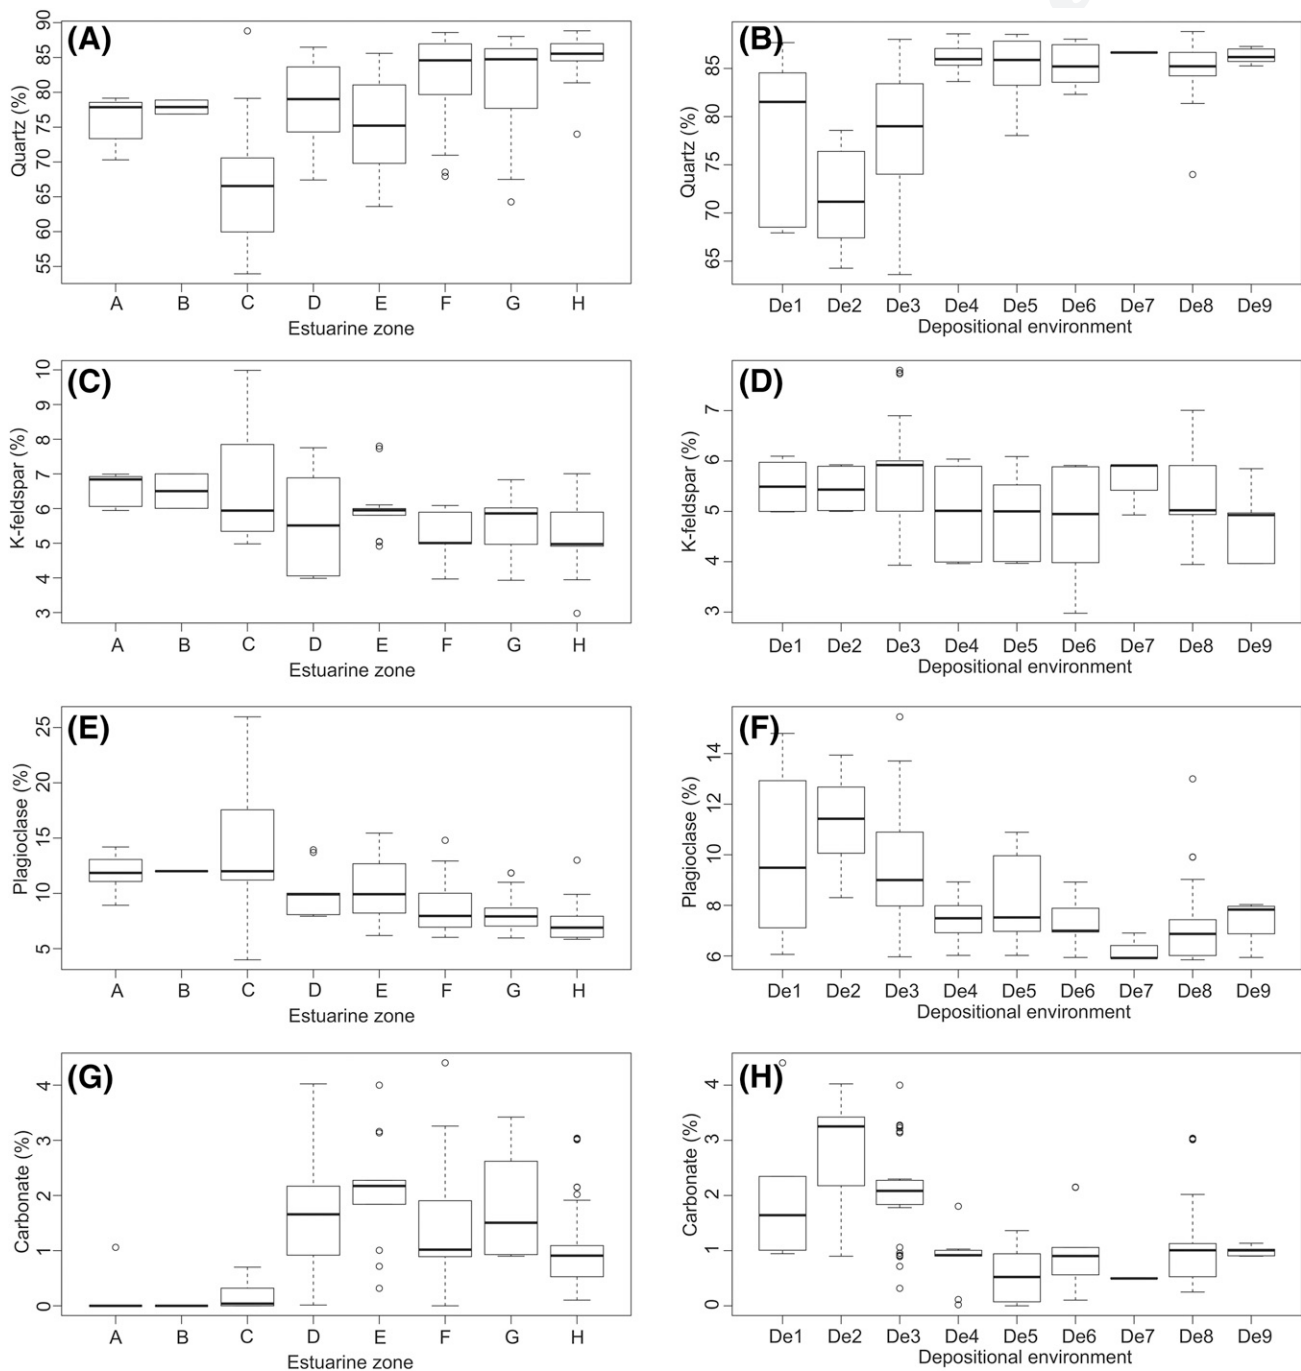 (A)
Quartz (%)
90
85
80
75
70
65
60
55
A B C D E F G H
Estuarine zone
(B)
Quartz (%)
85
80
75
70
65
De1 De2 De3 De4 De5 De6 De7 De8 De9
Depositional environment
(C)
K-feldspar (%)
10
9
8
7
6
5
4
3
A B C D E F G H
Estuarine zone
(D)
K-feldspar (%)
7
6
5
4
3
De1 De2 De3 De4 De5 De6 De7 De8 De9
Depositional environment
(E)
Plagioclase (%)
25
20
15
10
5
A B C D E F G H
Estuarine zone
(F)
Plagioclase (%)
14
12
10
8
6
De1 De2 De3 De4 De5 De6 De7 De8 De9
Depositional environment
(G)
Carbonate (%)
4
3
2
1
0
A B C D E F G H
Estuarine zone
(H)
Carbonate (%)
4
3
2
1
0
De1 De2 De3 De4 De5 De6 De7 De8 De9
Depositional environment